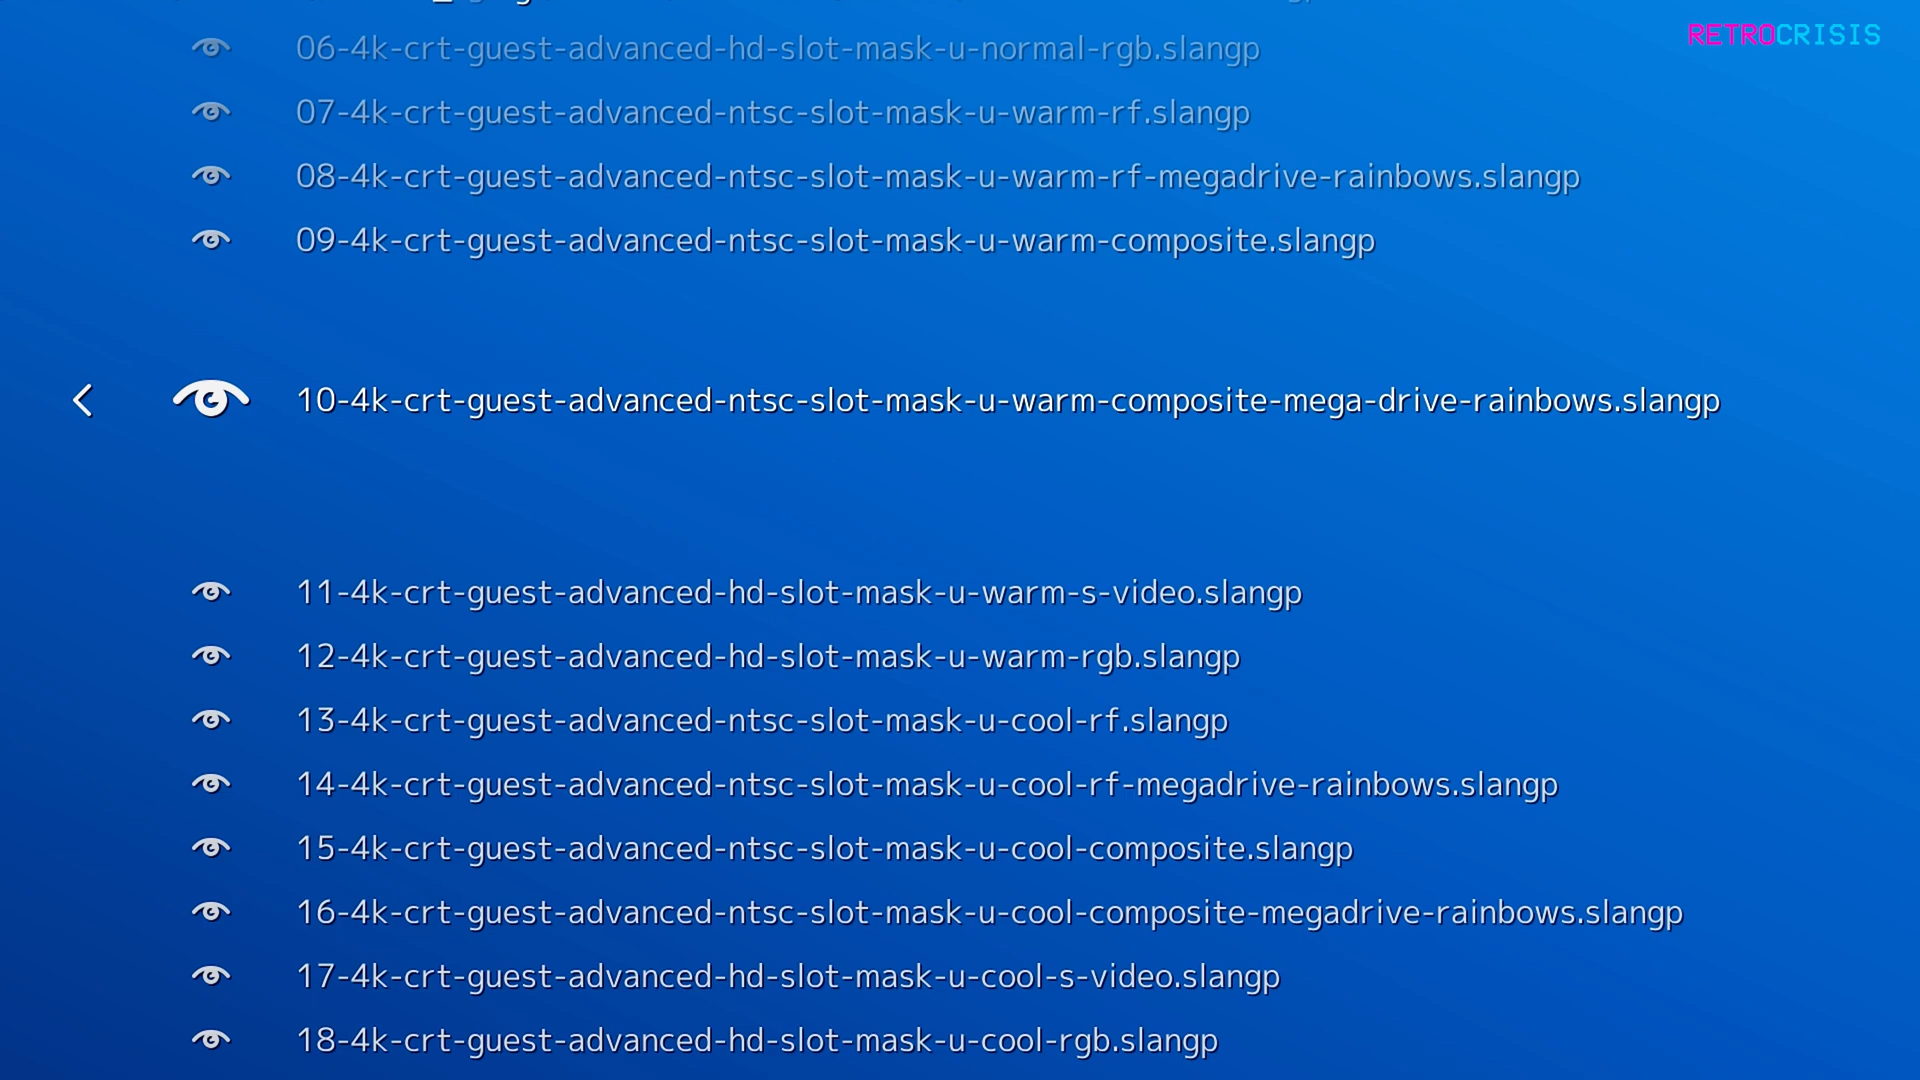 RETROCRISIS
06-4k-crt-guest-advanced-hd-slot-mask-u-normal-rgb.slangp
07-4k-crt-guest-advanced-ntsc-slot-mask-u-warm-rf.slangp
08-4k-crt-guest-advanced-ntsc-slot-mask-u-warm-rf-megadrive-rainbows.slangp
09-4k-crt-guest-advanced-ntsc-slot-mask-u-warm-composite.slangp
10-4k-crt-guest-advanced-ntsc-slot-mask-u-warm-composite-mega-drive-rainbows.slangp
11-4k-crt-guest-advanced-hd-slot-mask-u-warm-s-video.slangp
12-4k-crt-guest-advanced-hd-slot-mask-u-warm-rgb.slangp
13-4k-crt-guest-advanced-ntsc-slot-mask-u-cool-rf.slangp
14-4k-crt-guest-advanced-ntsc-slot-mask-u-cool-rf-megadrive-rainbows.slangp
15-4k-crt-guest-advanced-ntsc-slot-mask-u-cool-composite.slangp
16-4k-crt-guest-advanced-ntsc-slot-mask-u-cool-composite-megadrive-rainbows.slangp
17-4k-crt-guest-advanced-hd-slot-mask-u-cool-s-video.slangp
18-4k-crt-guest-advanced-hd-slot-mask-u-cool-rgb.slangp